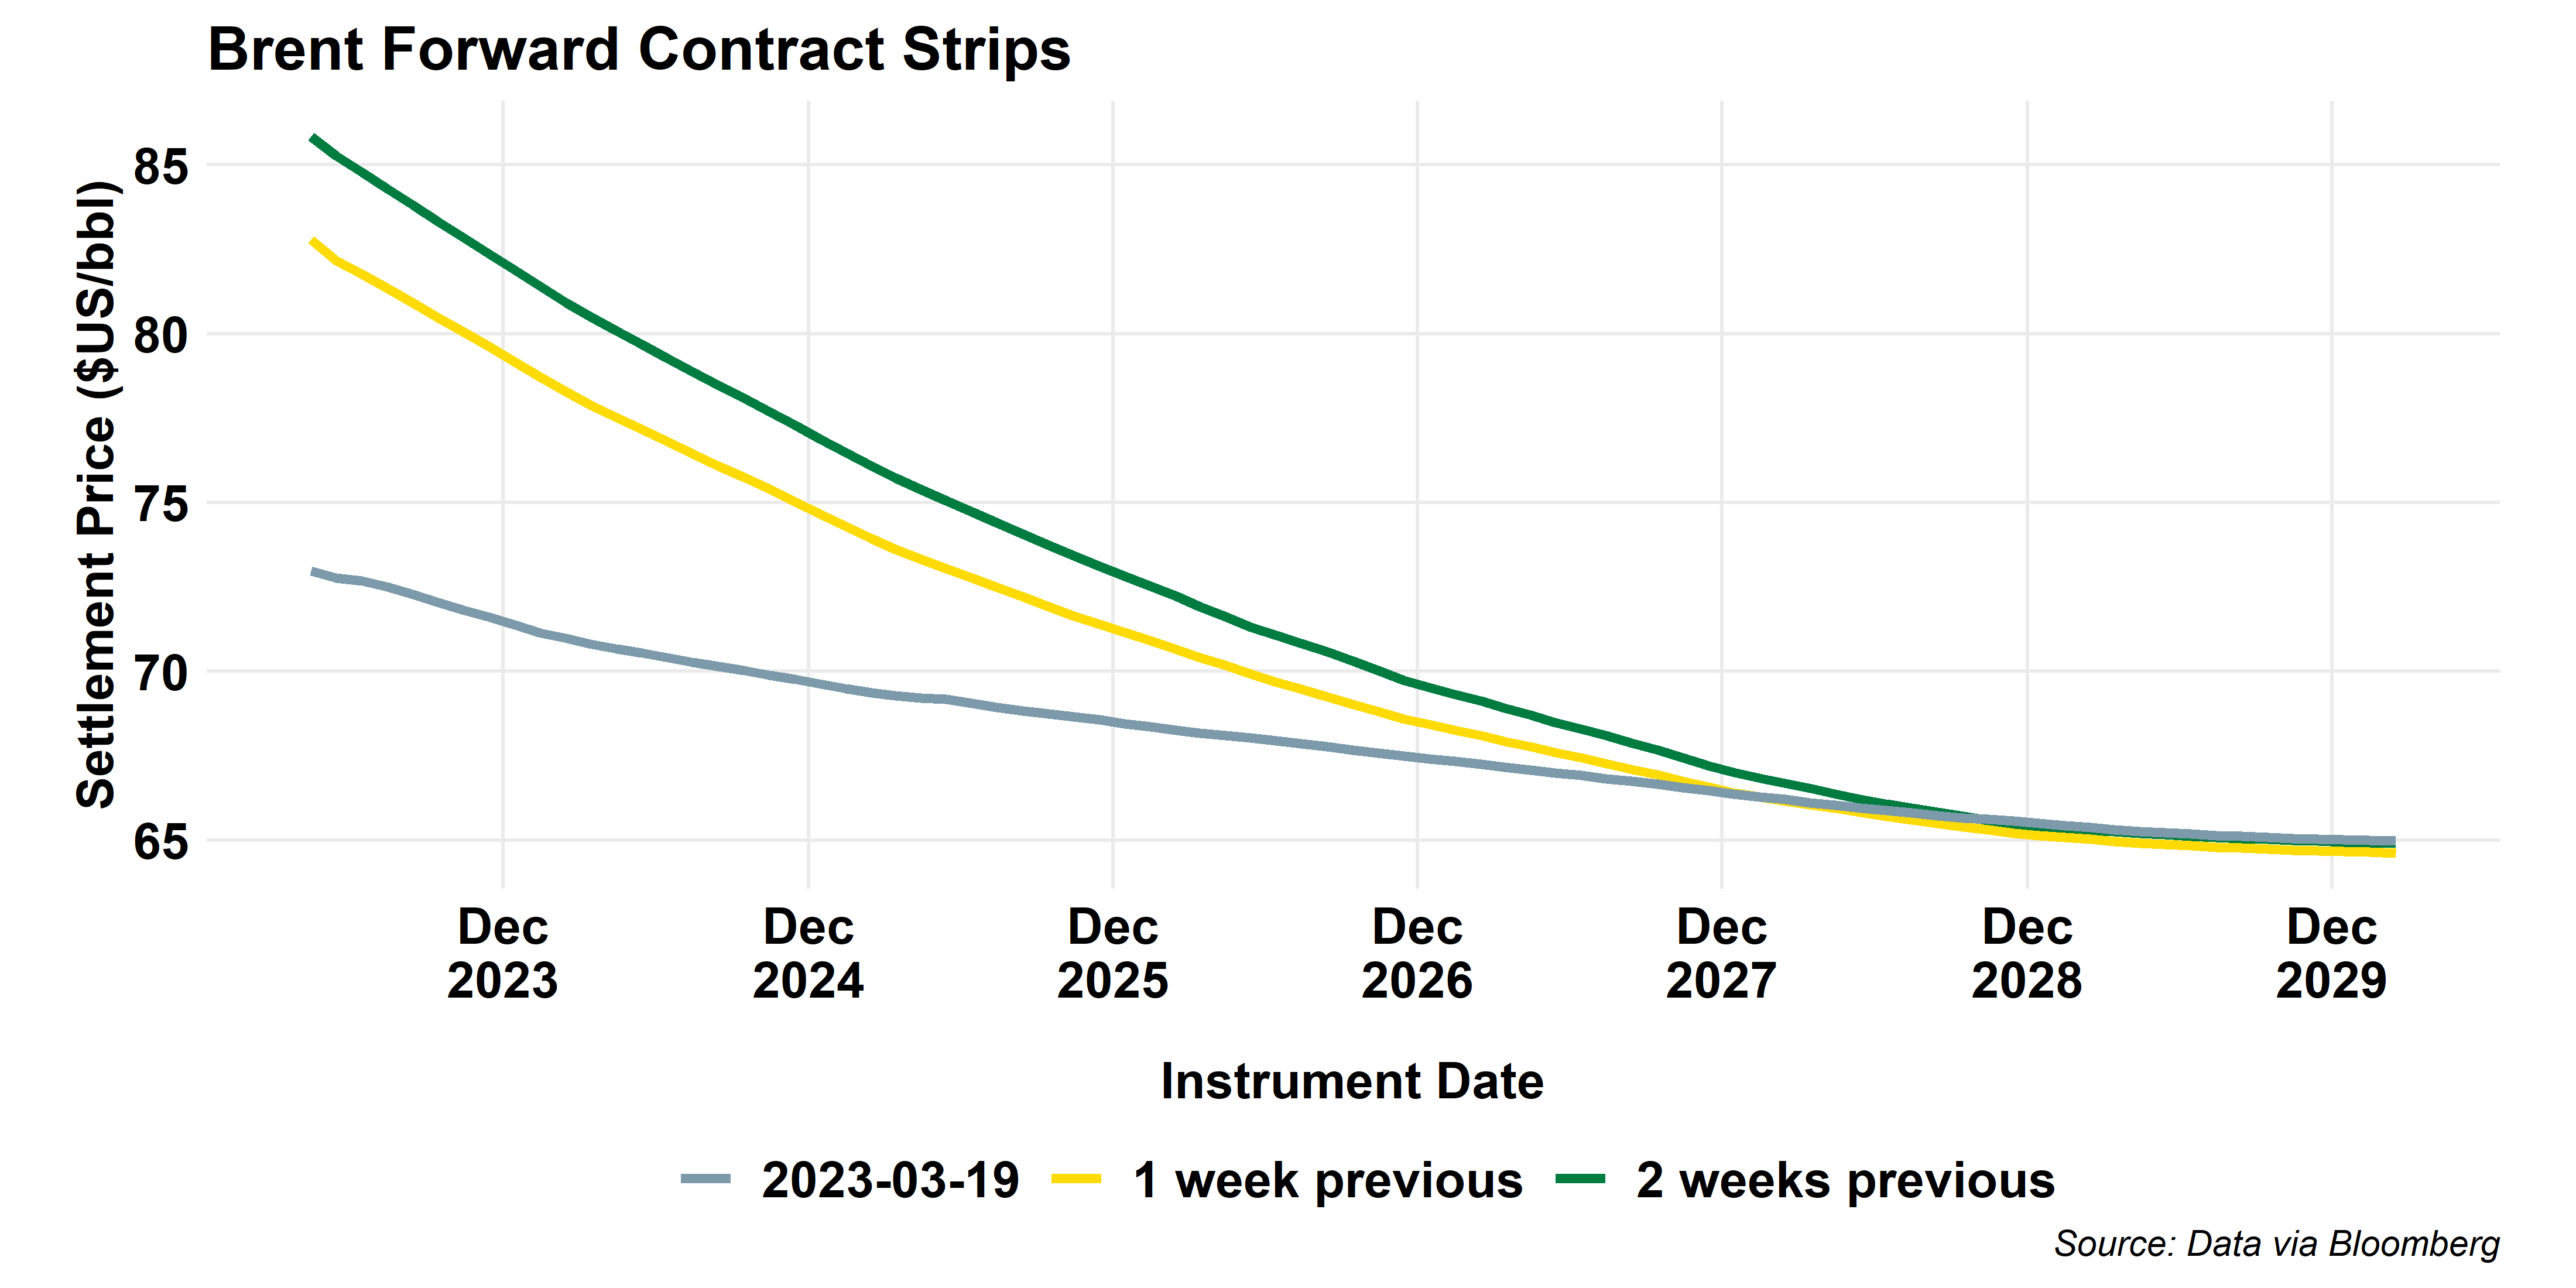 Brent Forward Contract Strips
Settlement Price ($US/bbl)
85
80
75
70
65
Dec
2023
Dec
2024
Dec
2025
Dec
2026
Dec
2027
Dec
2028
Dec
2029
Instrument Date
2023-03-19
1 week previous
2 weeks previous
Source: Data via Bloomberg